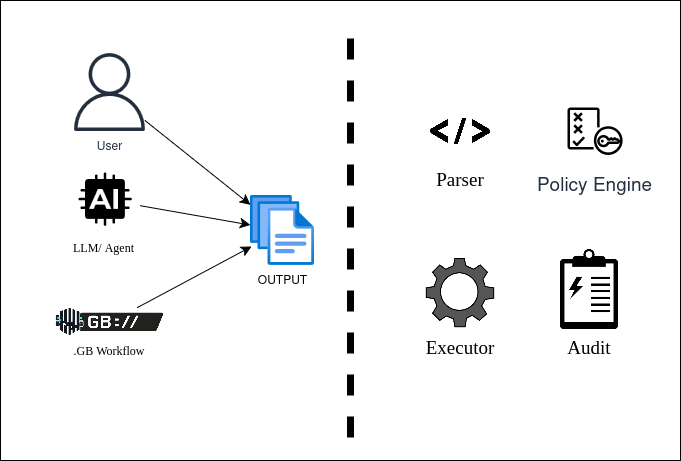 User
AI
LLM/ Agent
GB://
.GB Workflow
OUTPUT
</>
Parser
Policy Engine
Executor
Audit